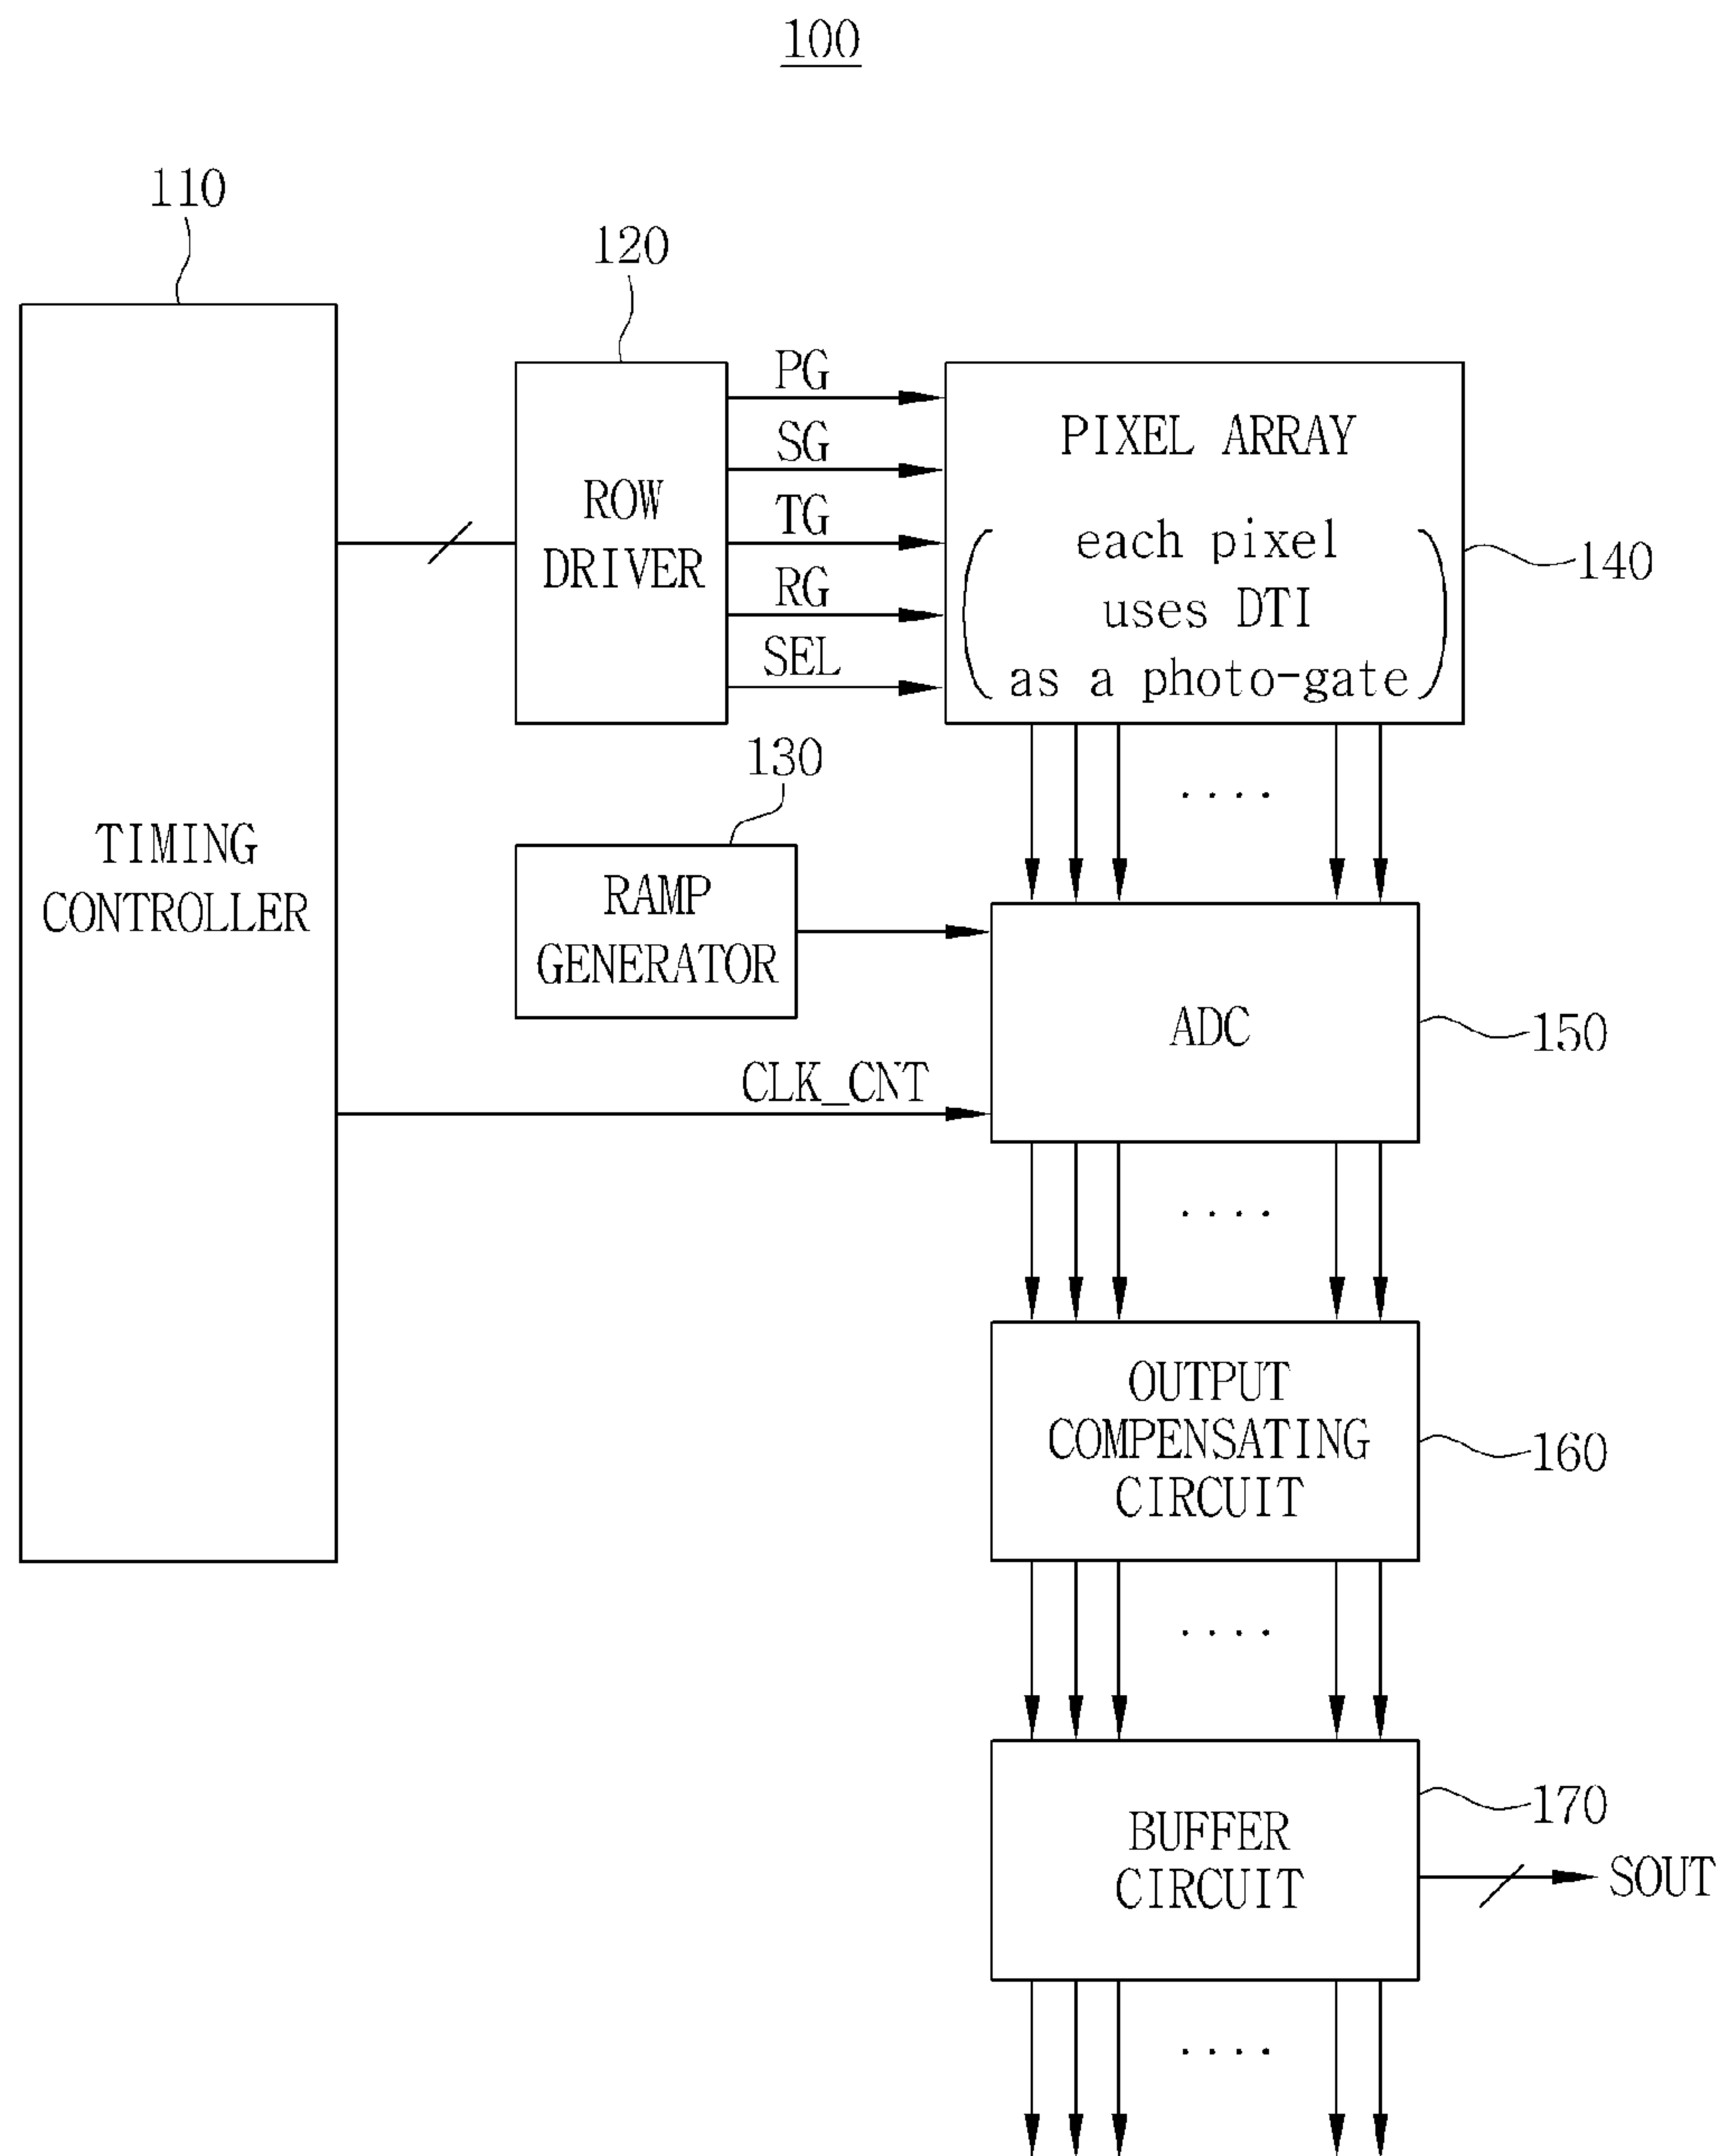 100
110
120
PG
SG
TG
RG
SEL
ROW
DRIVER
PIXEL ARRAY
each pixel
uses DTI
as a photo-gate
140
130
TIMING
CONTROLLER
RAMP
GENERATOR
ADC
150
CLK_CNT
....
....
OUTPUT
COMPENSATING
CIRCUIT
160
....
BUFFER
CIRCUIT
170
SOUT
....